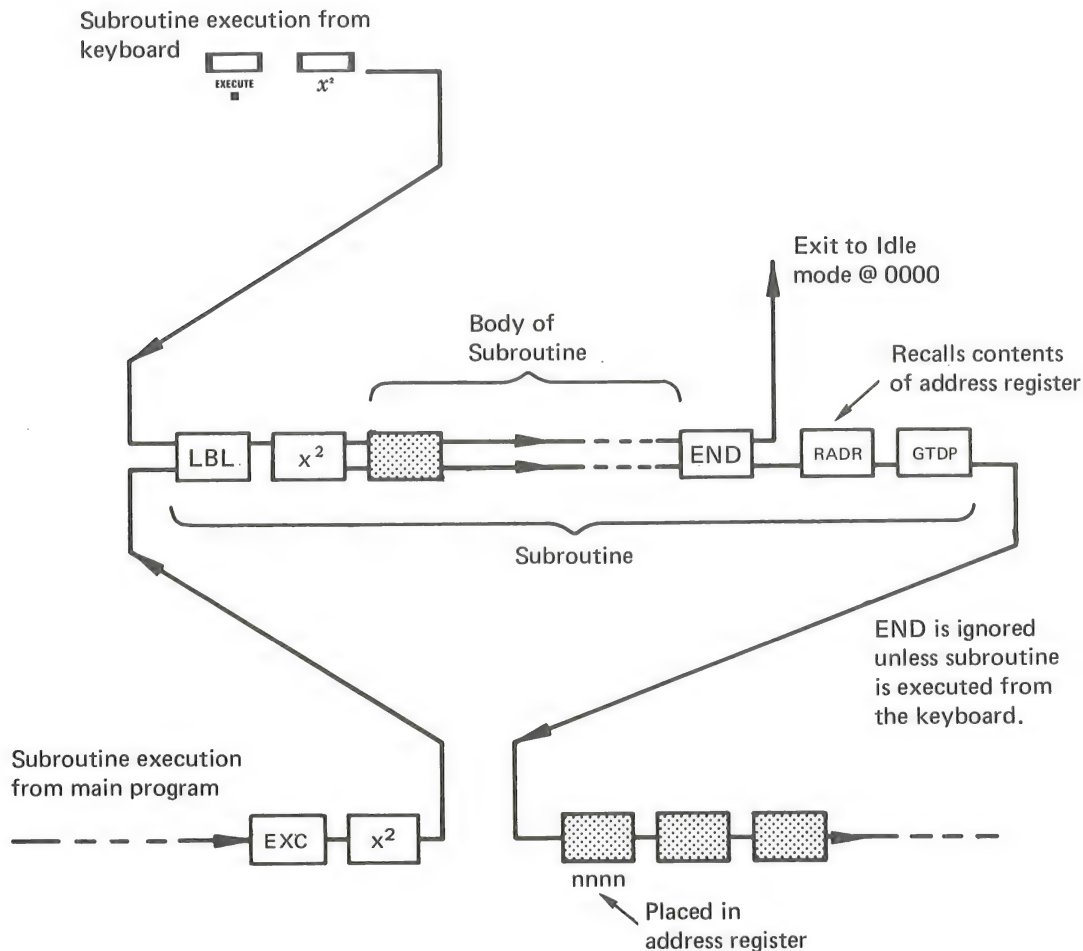 Subroutine execution from
keyboard
EXECUTE
x²
Exit to Idle
mode @ 0000
Body of
Subroutine
Recalls contents
of address register
LBL x² END RADR GTDP
Subroutine
END is ignored
unless subroutine
is executed from
the keyboard.
Subroutine execution
from main program
EXC x²
nnnn
Placed in
address register